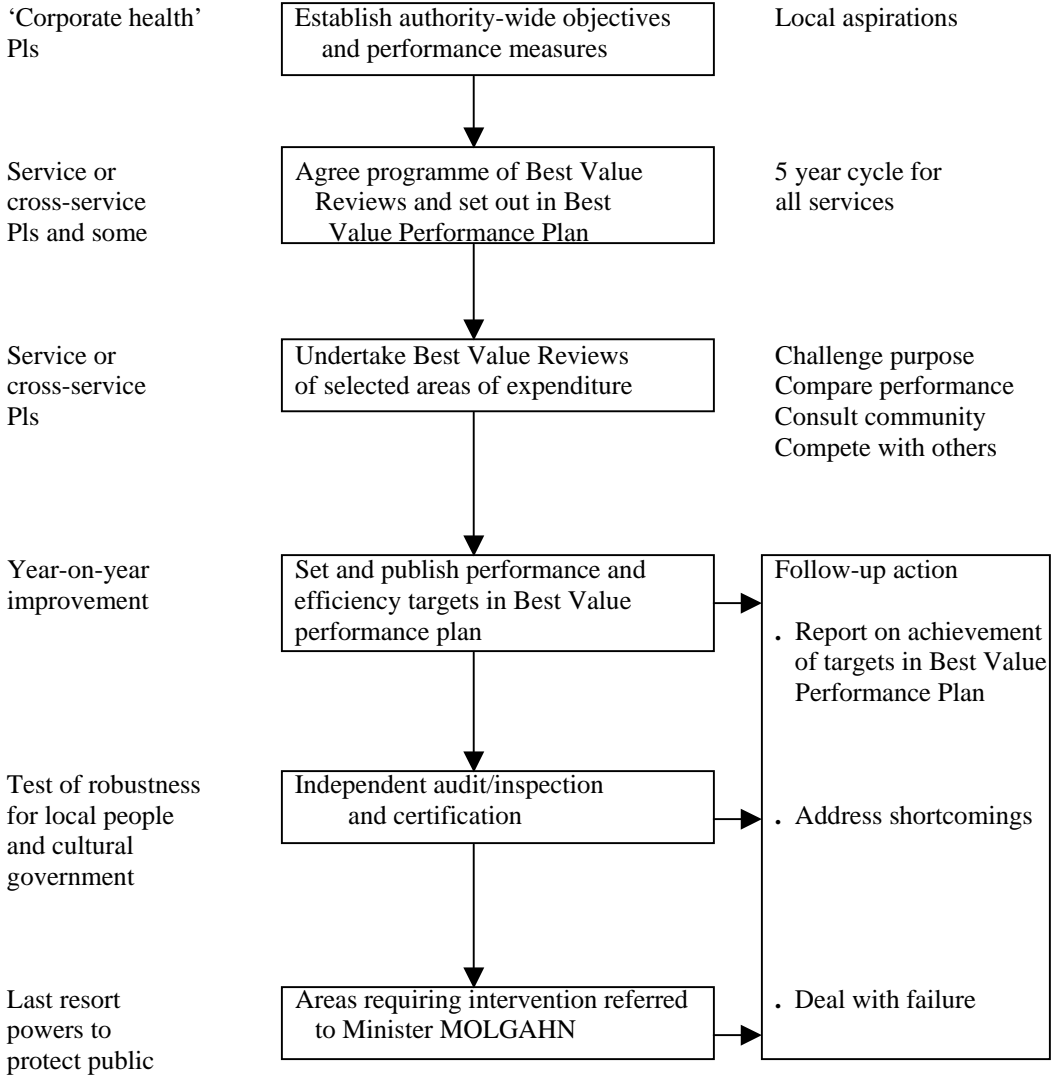 ‘Corporate health’
Pls
Establish authority-wide objectives
and performance measures
Local aspirations
Service or
cross-service
Pls and some
Agree programme of Best Value
Reviews and set out in Best
Value Performance Plan
5 year cycle for
all services
Service or
cross-service
Pls
Undertake Best Value Reviews
of selected areas of expenditure
Challenge purpose
Compare performance
Consult community
Compete with others
Year-on-year
improvement
Set and publish performance and
efficiency targets in Best Value
performance plan
Follow-up action
. Report on achievement
of targets in Best Value
Performance Plan
Test of robustness
for local people
and cultural
government
Independent audit/inspection
and certification
. Address shortcomings
Last resort
powers to
protect public
Areas requiring intervention referred
to Minister MOLGAHN
. Deal with failure